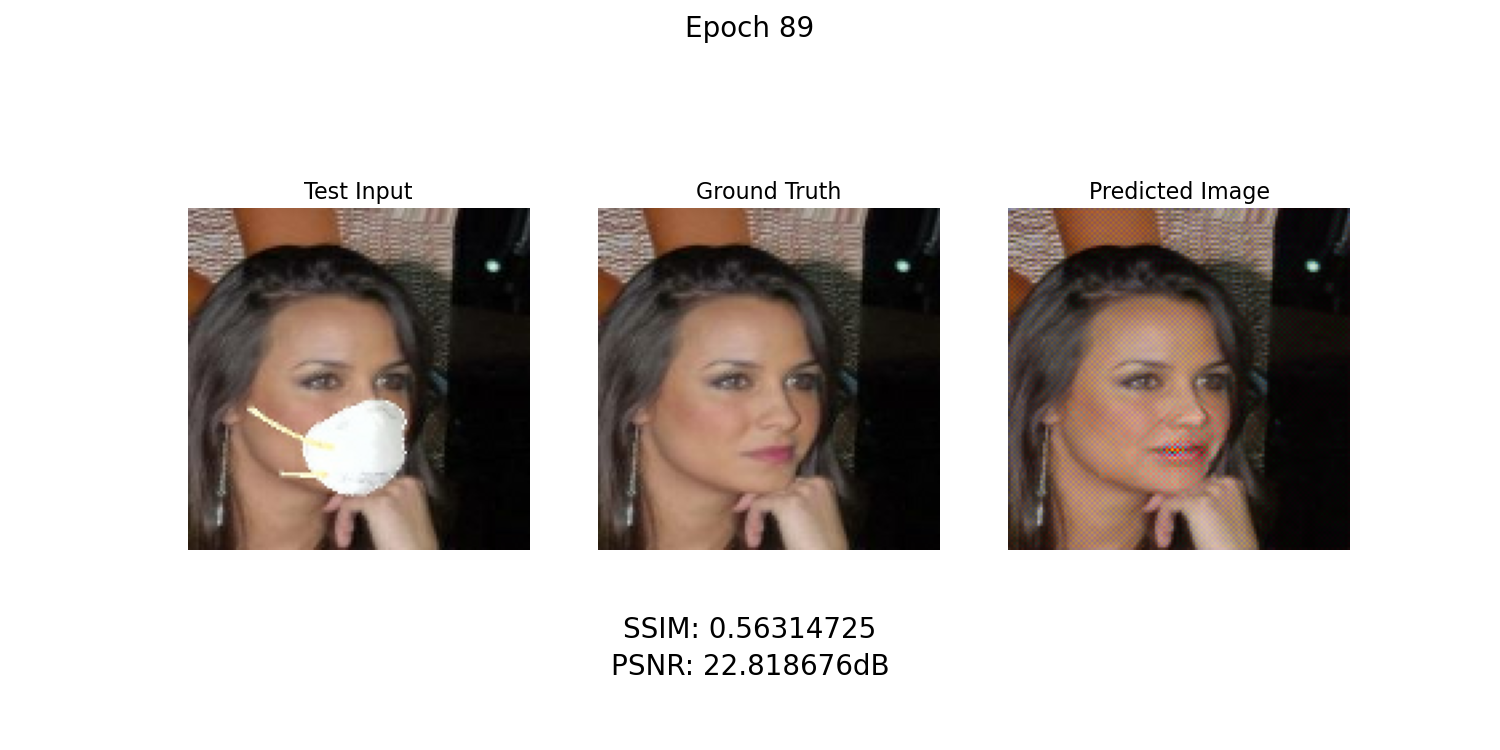 Epoch 89
Test Input
Ground Truth
Predicted Image
SSIM: 0.56314725
PSNR: 22.818676dB